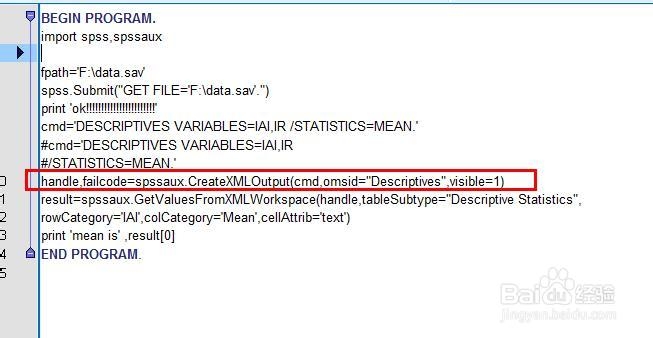 BEGIN PROGRAM.
import spss,spssaux
fpath='F:\data.sav'
spss.Submit("GET FILE='F:\data.sav'.")
print 'ok!!!!!!!!!!!!!!!!!!!!!!!!'
cmd='DESCRIPTIVES VARIABLES=IAI,IR /STATISTICS=MEAN.'
#cmd='DESCRIPTIVES VARIABLES=IAI,IR
#/STATISTICS=MEAN.'
0 handle,failcode=spssaux.CreateXMLOutput(cmd,omsid="Descriptives",visible=1)
1 result=spssaux.GetValuesFromXMLWorkspace(handle,tableSubtype="Descriptive Statistics",
2 rowCategory='IAI',colCategory='Mean',cellAttrib='text')
3 print 'mean is' ,result[0]
4 END PROGRAM.
5
Baidu 经验
jingyan.baidu.com